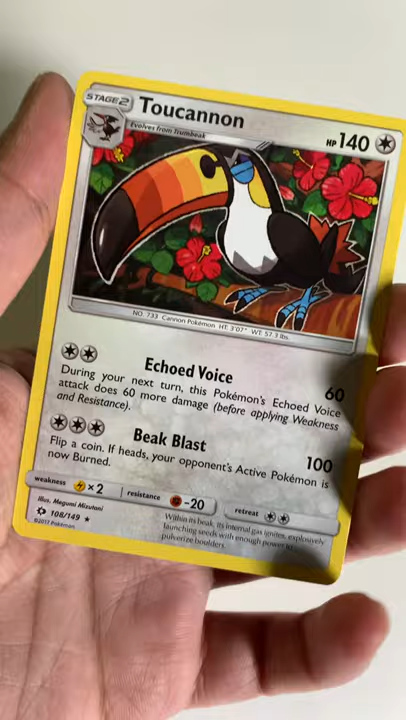 STAGE 2
Toucannon
HP 140
Evolves from Trumbeak
NO. 733 Cannon Pokémon HT: 3'07" WT: 57.3 lbs.
Echoed Voice 60
During your next turn, this Pokémon's Echoed Voice
attack does 60 more damage (before applying Weakness
and Resistance).
Beak Blast 100
Flip a coin. If heads, your opponent's Active Pokémon is
now Burned.
weakness ×2 resistance -20 retreat
Illus. Megumi Mizutani
108/149 ★
©2017 Pokémon
Within its beak, its internal gas ignites, explosively
launching seeds with enough power to
pulverize boulders.